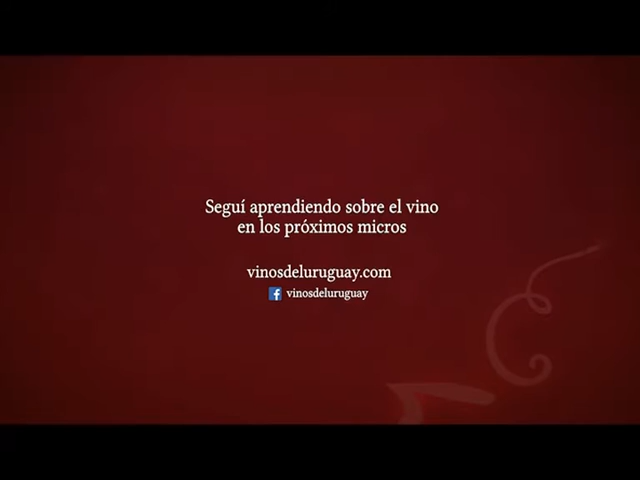 Seguí aprendiendo sobre el vino
en los próximos micros
vinosdeluruguay.com
vinosdeluruguay